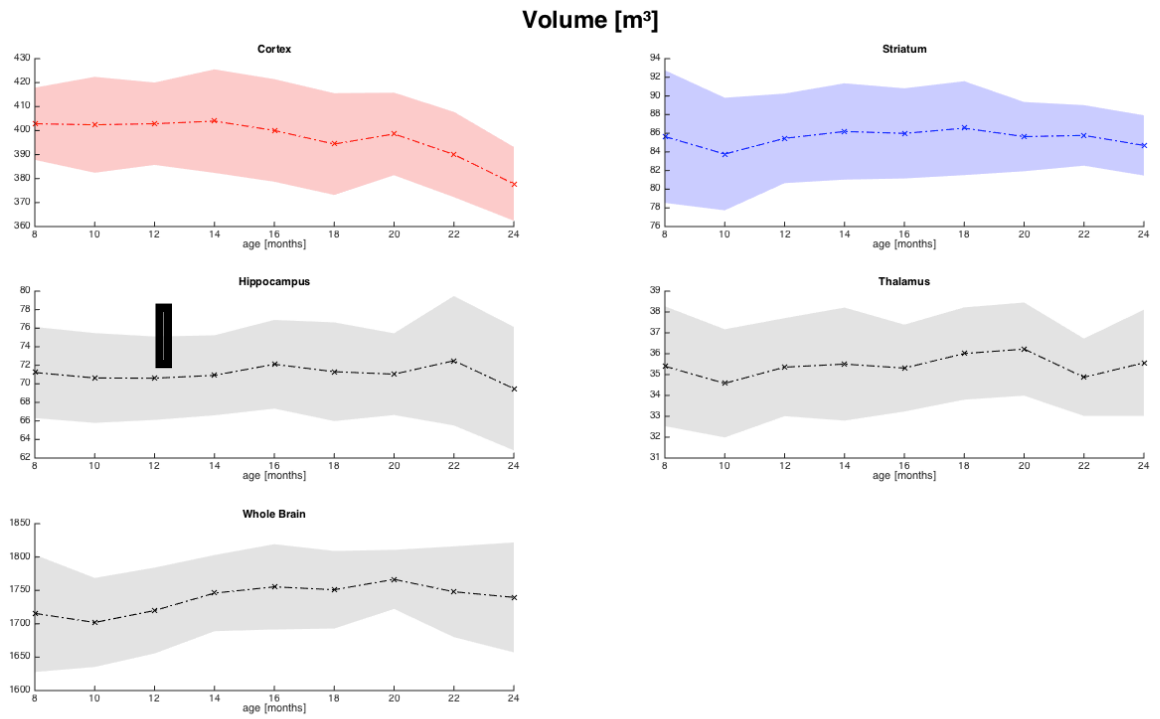 Volume [m³]
Cortex
430
420
410
400
390
380
370
360
8 10 12 14 16 18 20 22 24
age [months]
Striatum
94
92
90
88
86
84
82
80
78
76
8 10 12 14 16 18 20 22 24
age [months]
Hippocampus
80
78
76
74
72
70
68
66
64
62
8 10 12 14 16 18 20 22 24
age [months]
Thalamus
39
38
37
36
35
34
33
32
31
8 10 12 14 16 18 20 22 24
age [months]
Whole Brain
1850
1800
1750
1700
1650
1600
8 10 12 14 16 18 20 22 24